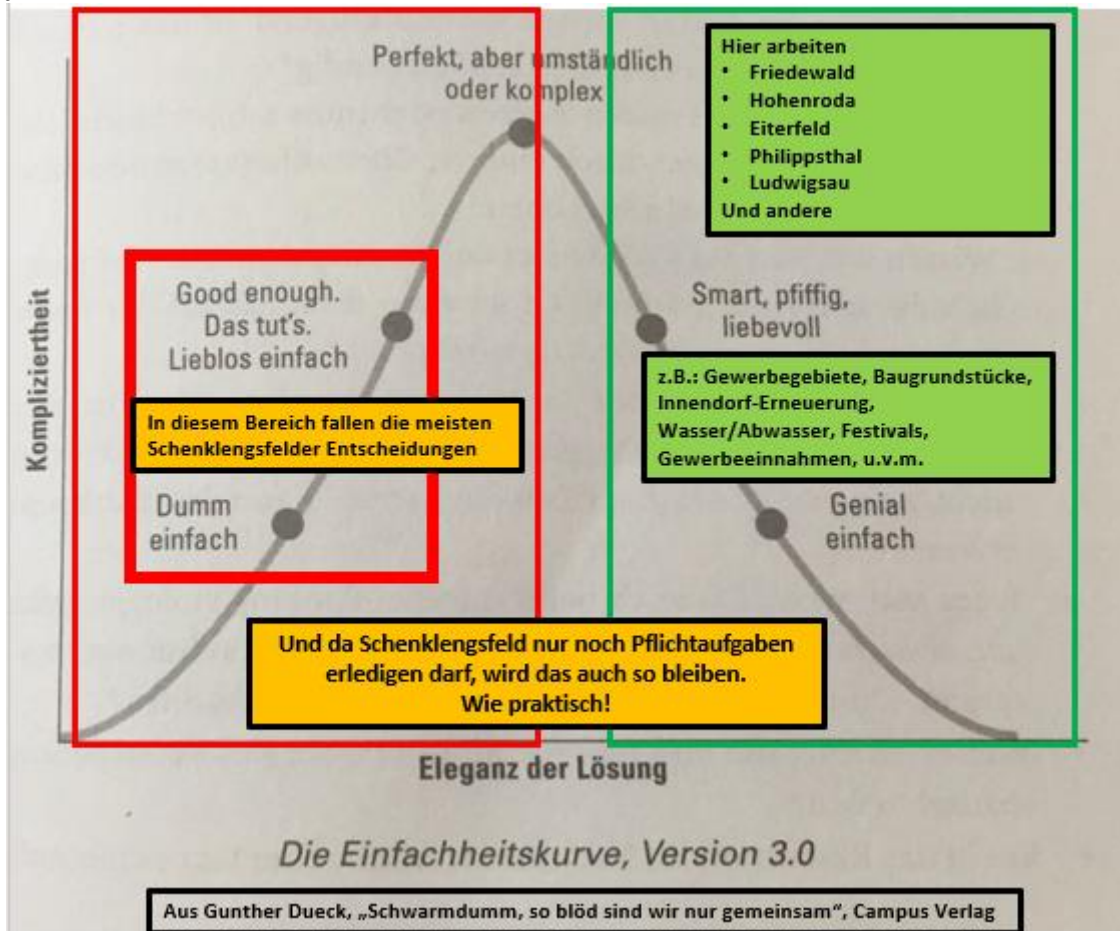 Perfekt, aber umständlich
oder komplex
Hier arbeiten
• Friedewald
• Hohenroda
• Eiterfeld
• Philippsthal
• Ludwigsau
Und andere
Kompliziertheit
Good enough.
Das tut's.
Lieblos einfach
Smart, pfiffig,
liebevoll
In diesem Bereich fallen die meisten
Schenklengsfelder Entscheidungen
z.B.: Gewerbegebiete, Baugrundstücke,
Innendorf-Erneuerung,
Wasser/Abwasser, Festivals,
Gewerbeeinnahmen, u.v.m.
Dumm
einfach
Genial
einfach
Und da Schenklengsfeld nur noch Pflichtaufgaben
erledigen darf, wird das auch so bleiben.
Wie praktisch!
Eleganz der Lösung
Die Einfachheitskurve, Version 3.0
Aus Gunther Dueck, „Schwarmdumm, so blöd sind wir nur gemeinsam“, Campus Verlag